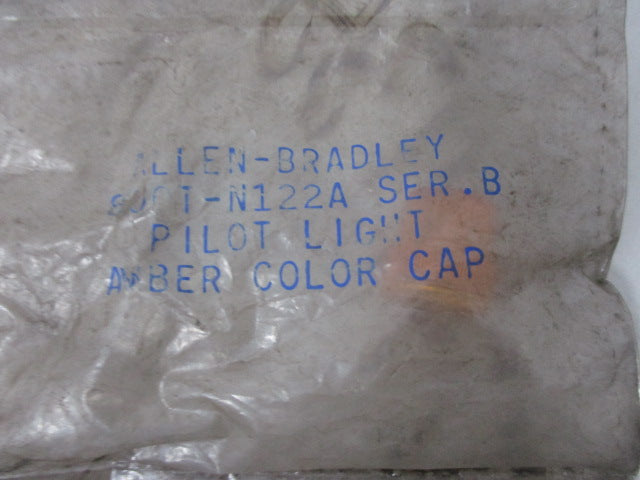 ALLEN-BRADLEY
800T-N122A SER.B
PILOT LIGHT
AMBER COLOR CAP